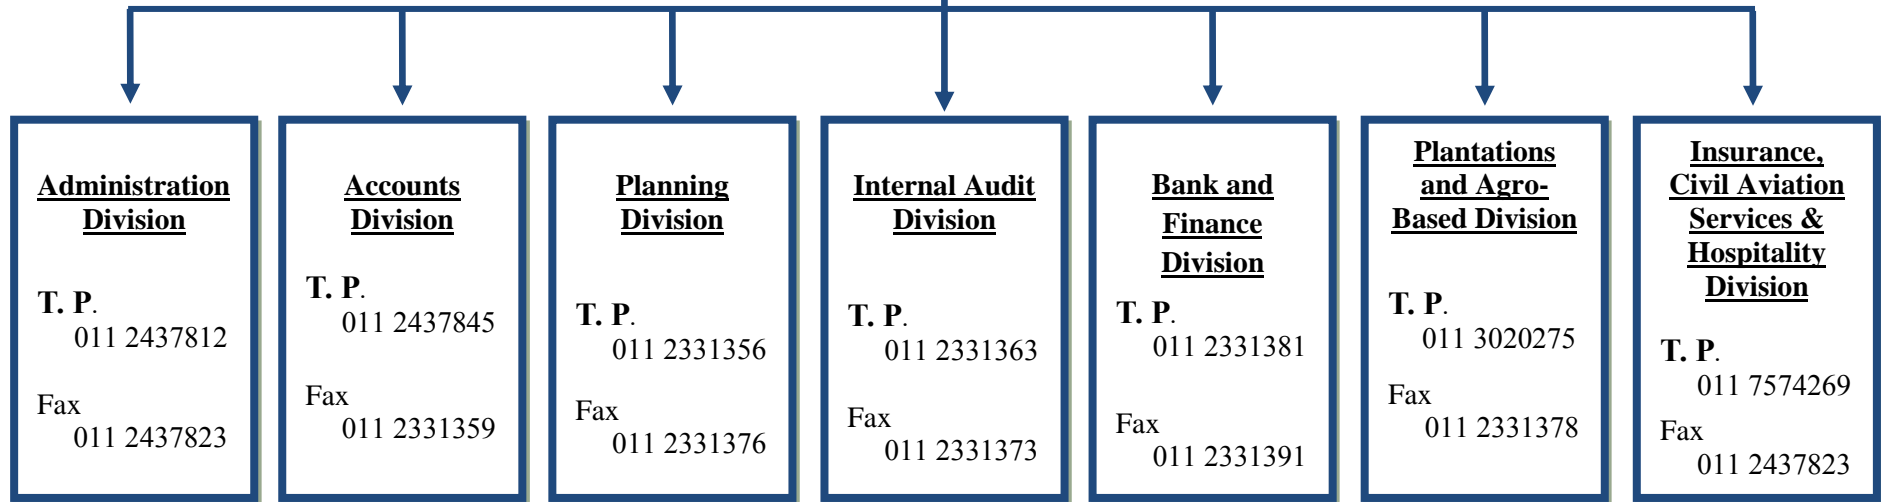 Administration
Division
T. P.
011 2437812
Fax
011 2437823
Accounts
Division
T. P.
011 2437845
Fax
011 2331359
Planning
Division
T. P.
011 2331356
Fax
011 2331376
Internal Audit
Division
T. P.
011 2331363
Fax
011 2331373
Bank and
Finance
Division
T. P.
011 2331381
Fax
011 2331391
Plantations
and Agro-
Based Division
T. P.
011 3020275
Fax
011 2331378
Insurance,
Civil Aviation
Services &
Hospitality
Division
T. P.
011 7574269
Fax
011 2437823